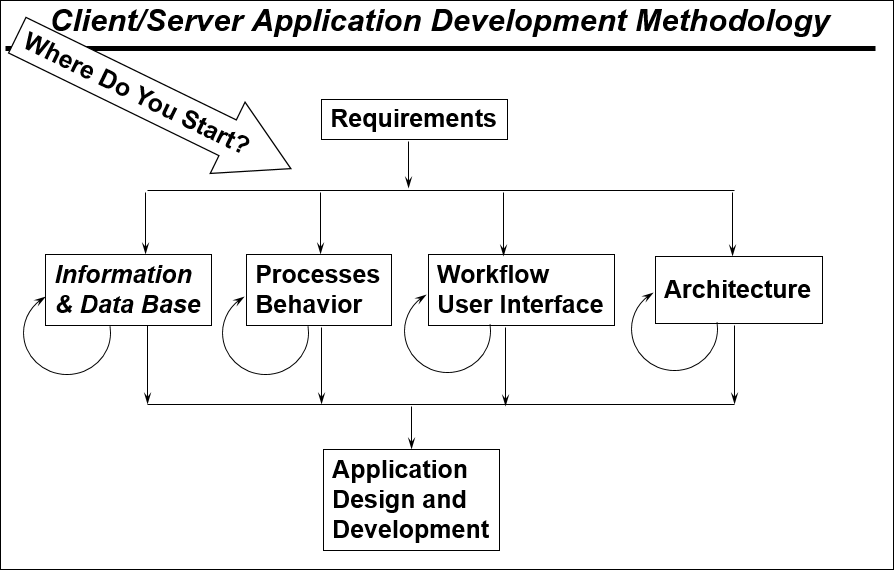 Client/Server Application Development Methodology
Where Do You Start?
Requirements
Information
& Data Base
Processes
Behavior
Workflow
User Interface
Architecture
Application
Design and
Development